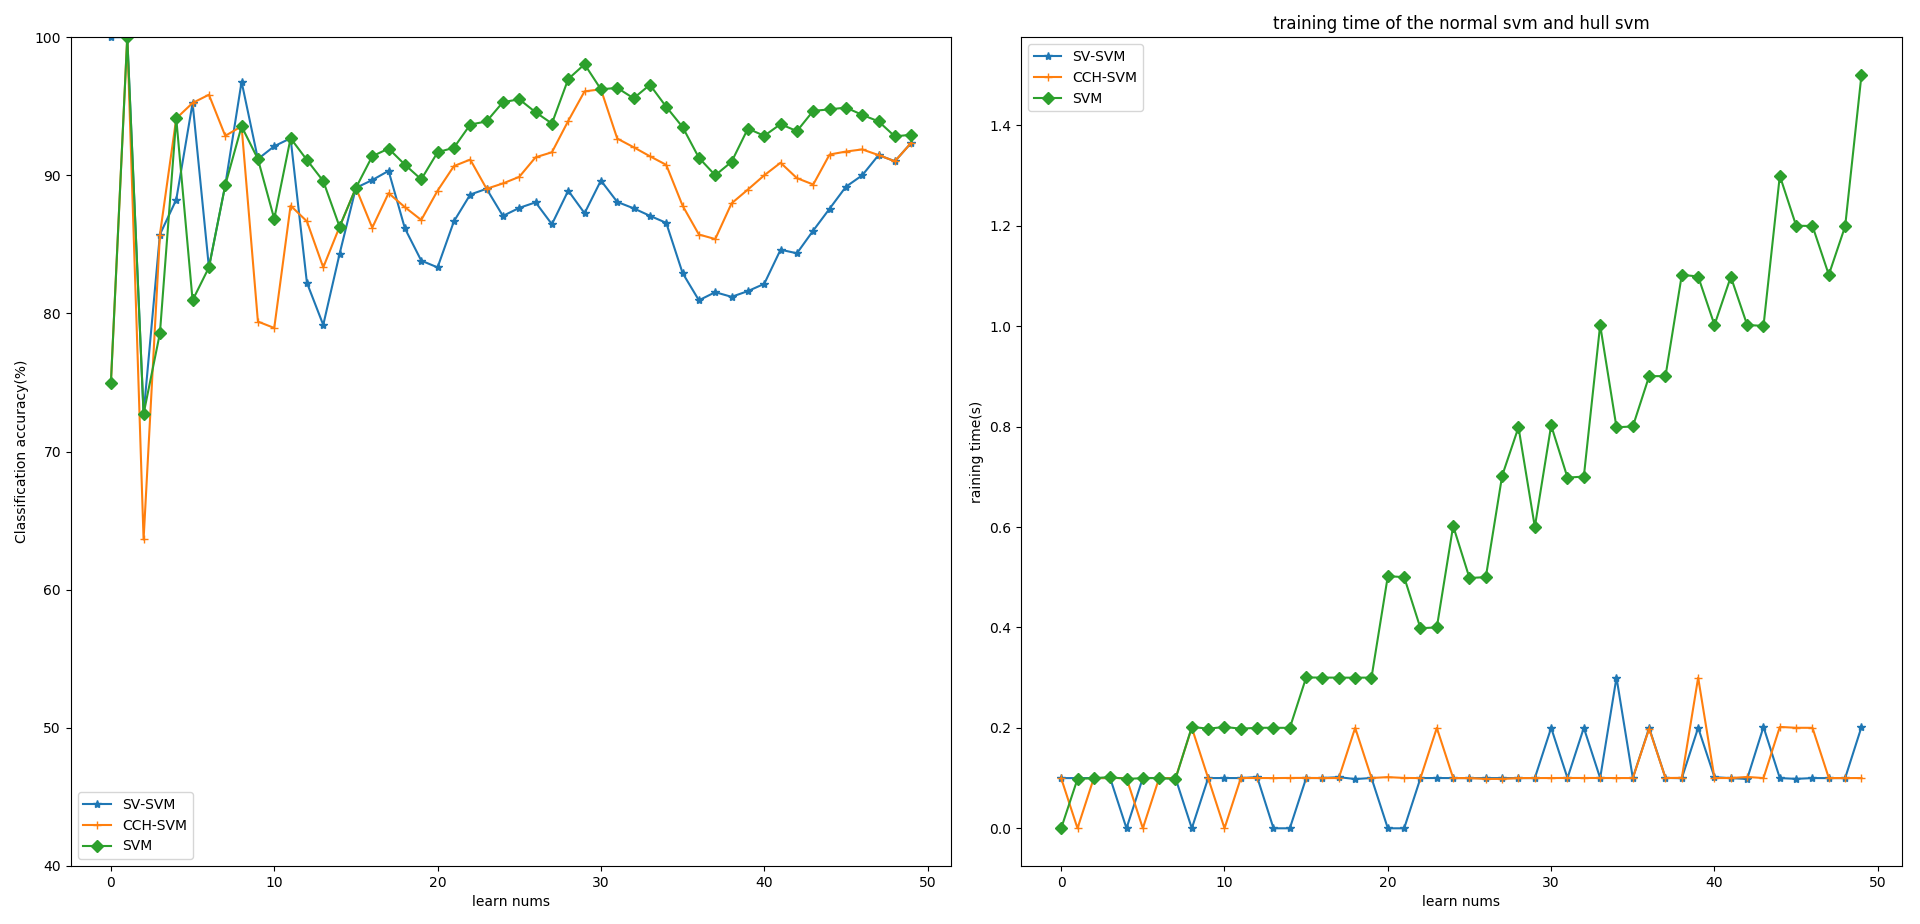 training time of the normal svm and hull svm
Classification accuracy(%)
100
90
80
70
60
50
40
SV-SVM
CCH-SVM
SVM
0 10 20 30 40 50
learn nums
raining time(s)
1.4
1.2
1.0
0.8
0.6
0.4
0.2
0.0
SV-SVM
CCH-SVM
SVM
0 10 20 30 40 50
learn nums